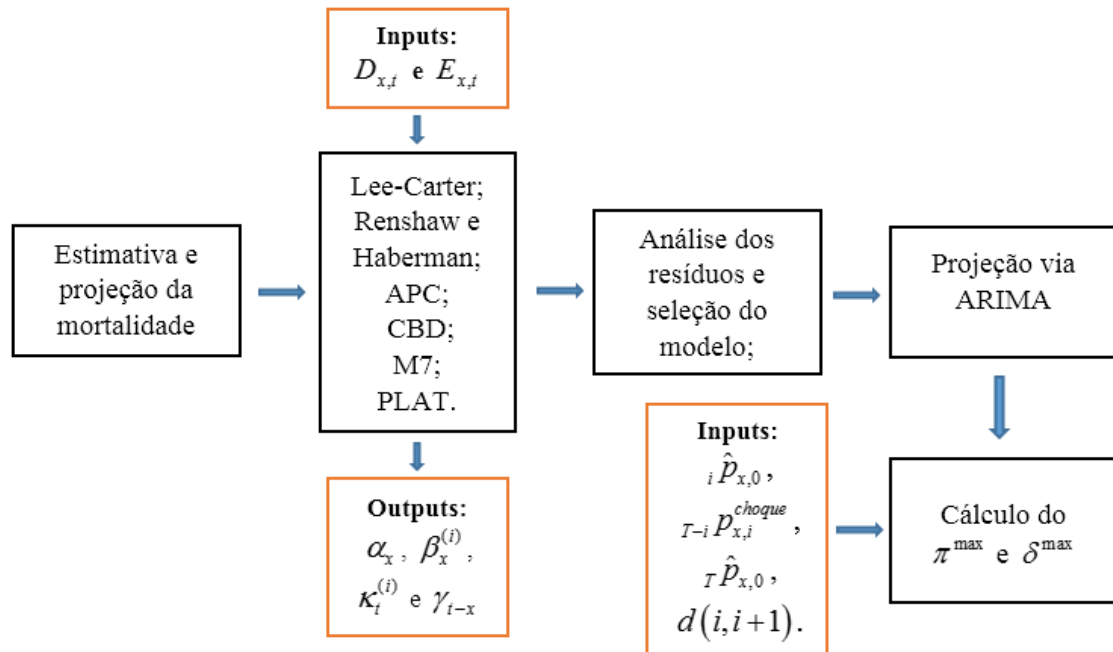 Inputs:
D_{x,t} e E_{x,t}
Estimativa e
projeção da
mortalidade
Lee-Carter;
Renshaw e
Haberman;
APC;
CBD;
M7;
PLAT.
Análise dos
resíduos e
seleção do
modelo;
Projeção via
ARIMA
Outputs:
α_x, β_x^{(i)},
κ_t^{(i)} e γ_{t−x}
Inputs:
_i p̂_{x,0},
_{T−i} p_{x,i}^{choque},
_T p̂_{x,0},
d(i,i+1).
Cálculo do
π^{max} e δ^{max}